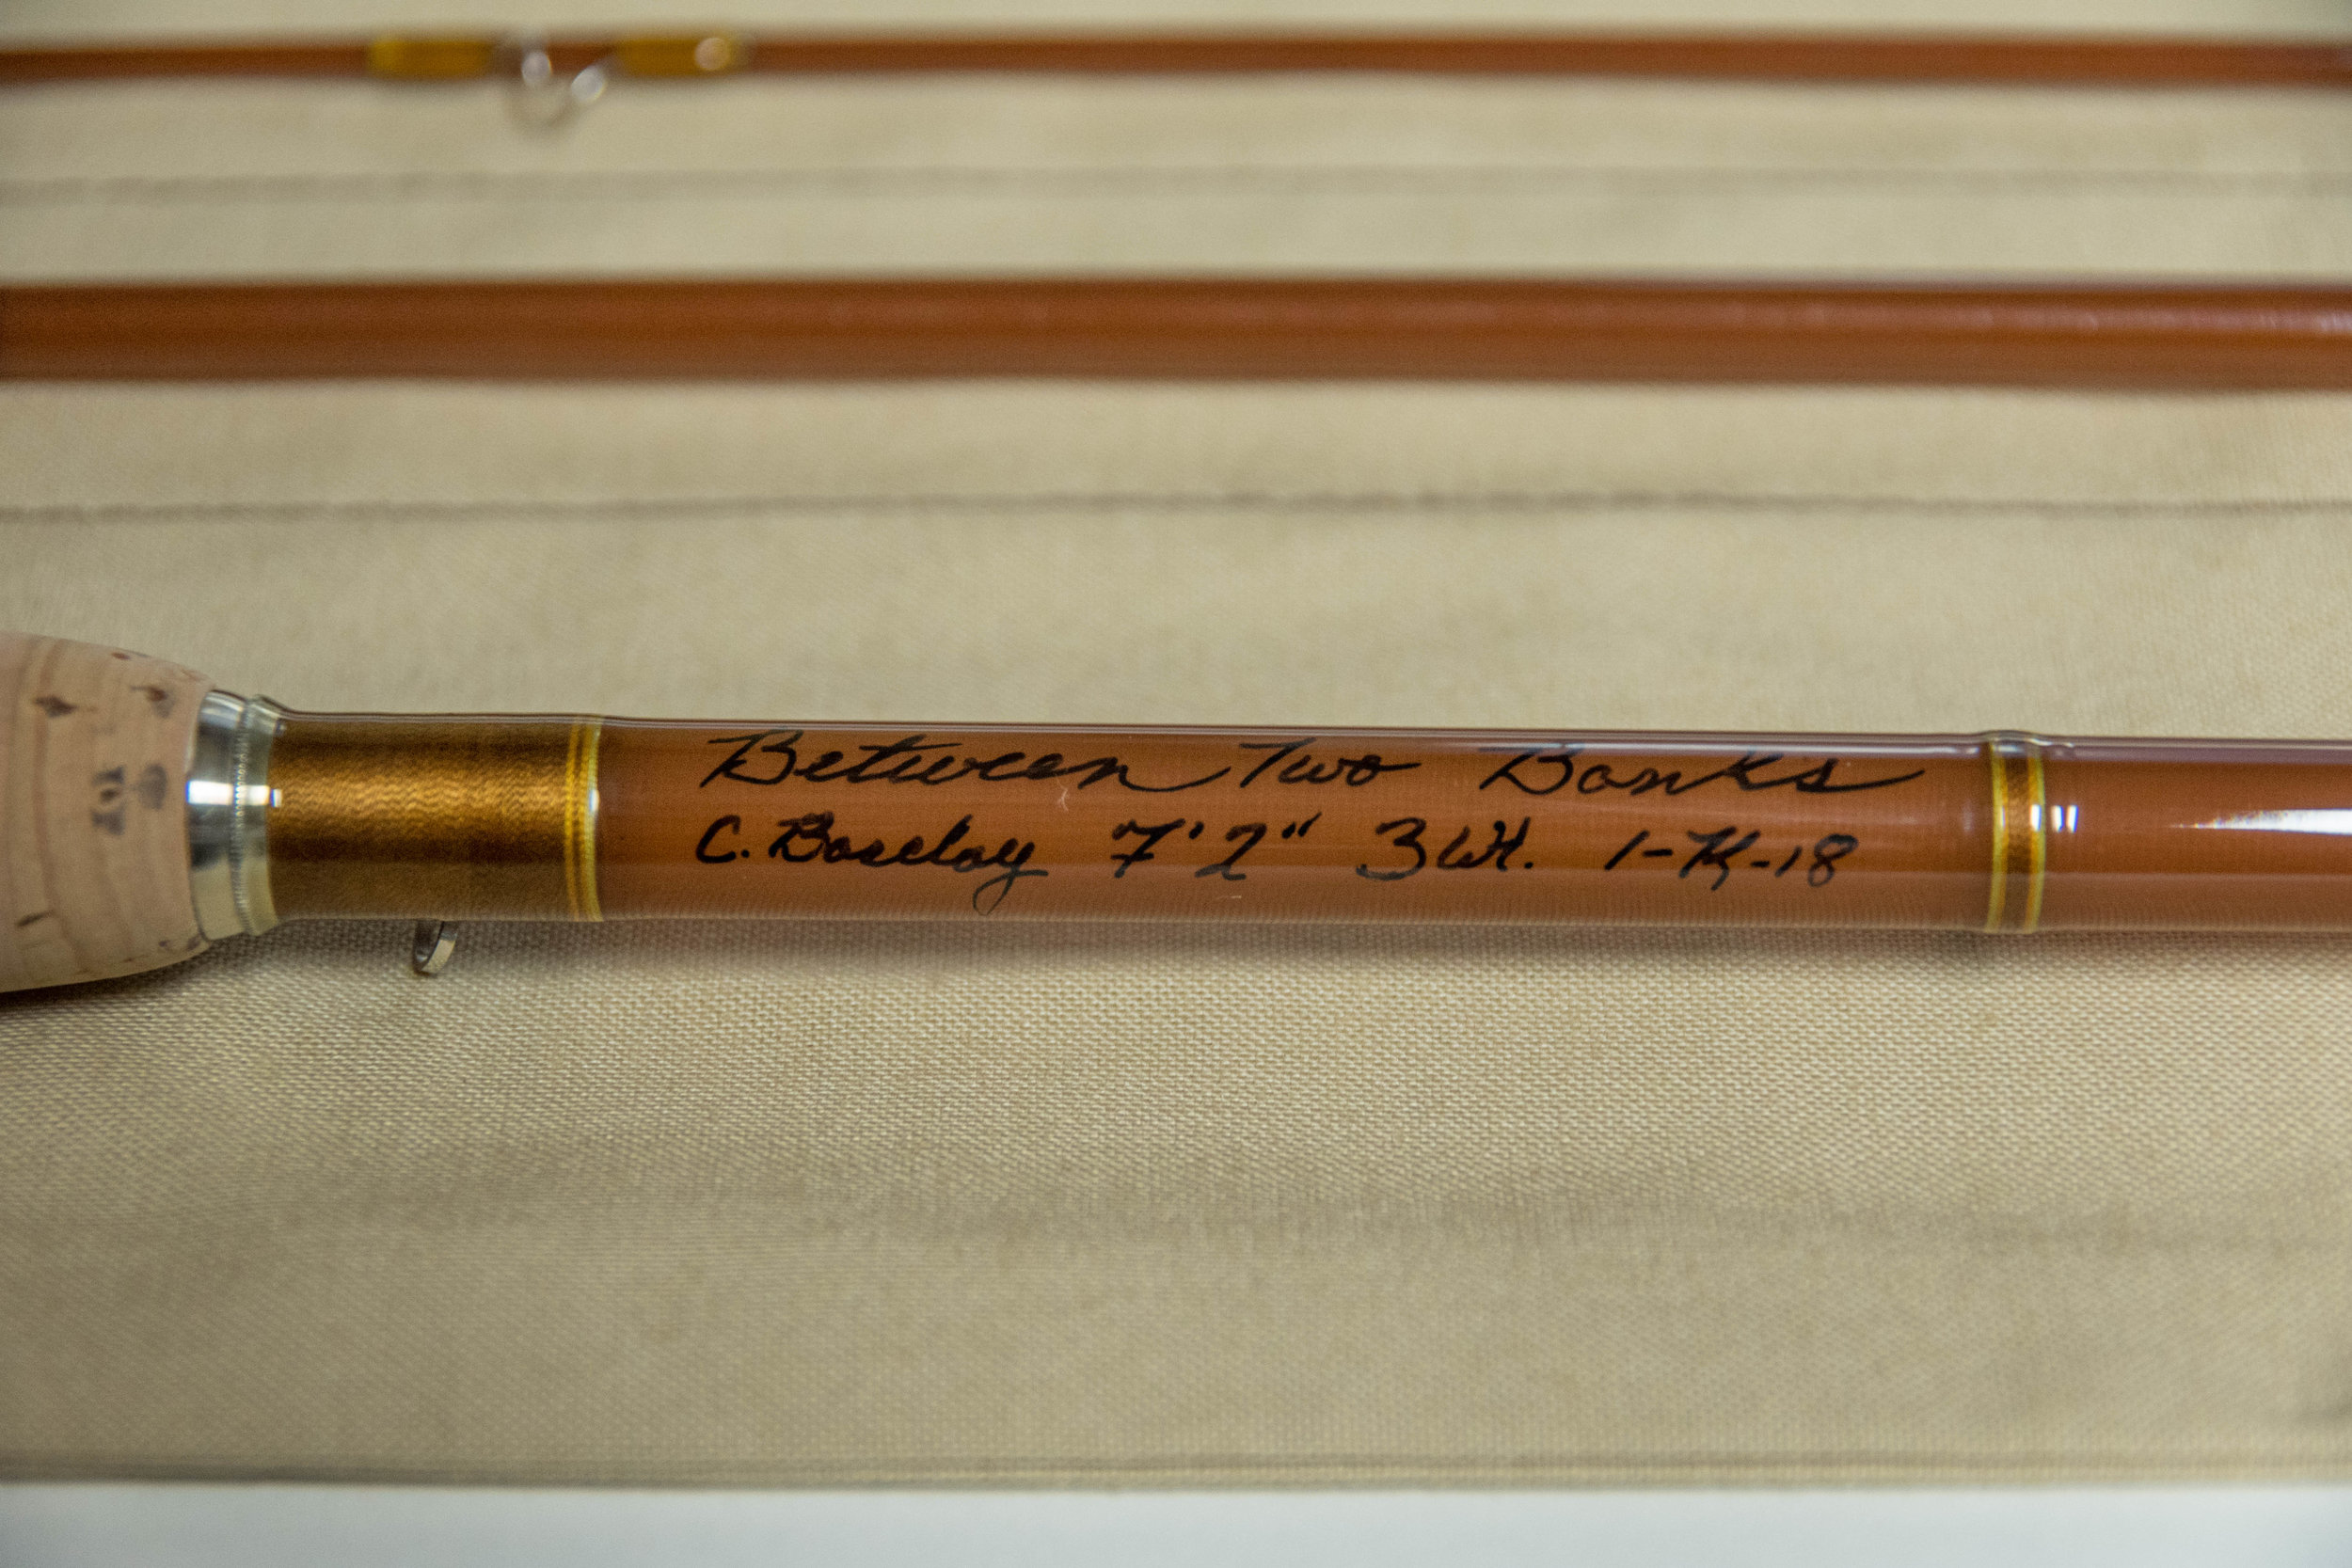 Between Two Banks
C. Barclay 7'2" 3Wt. 1-K-18